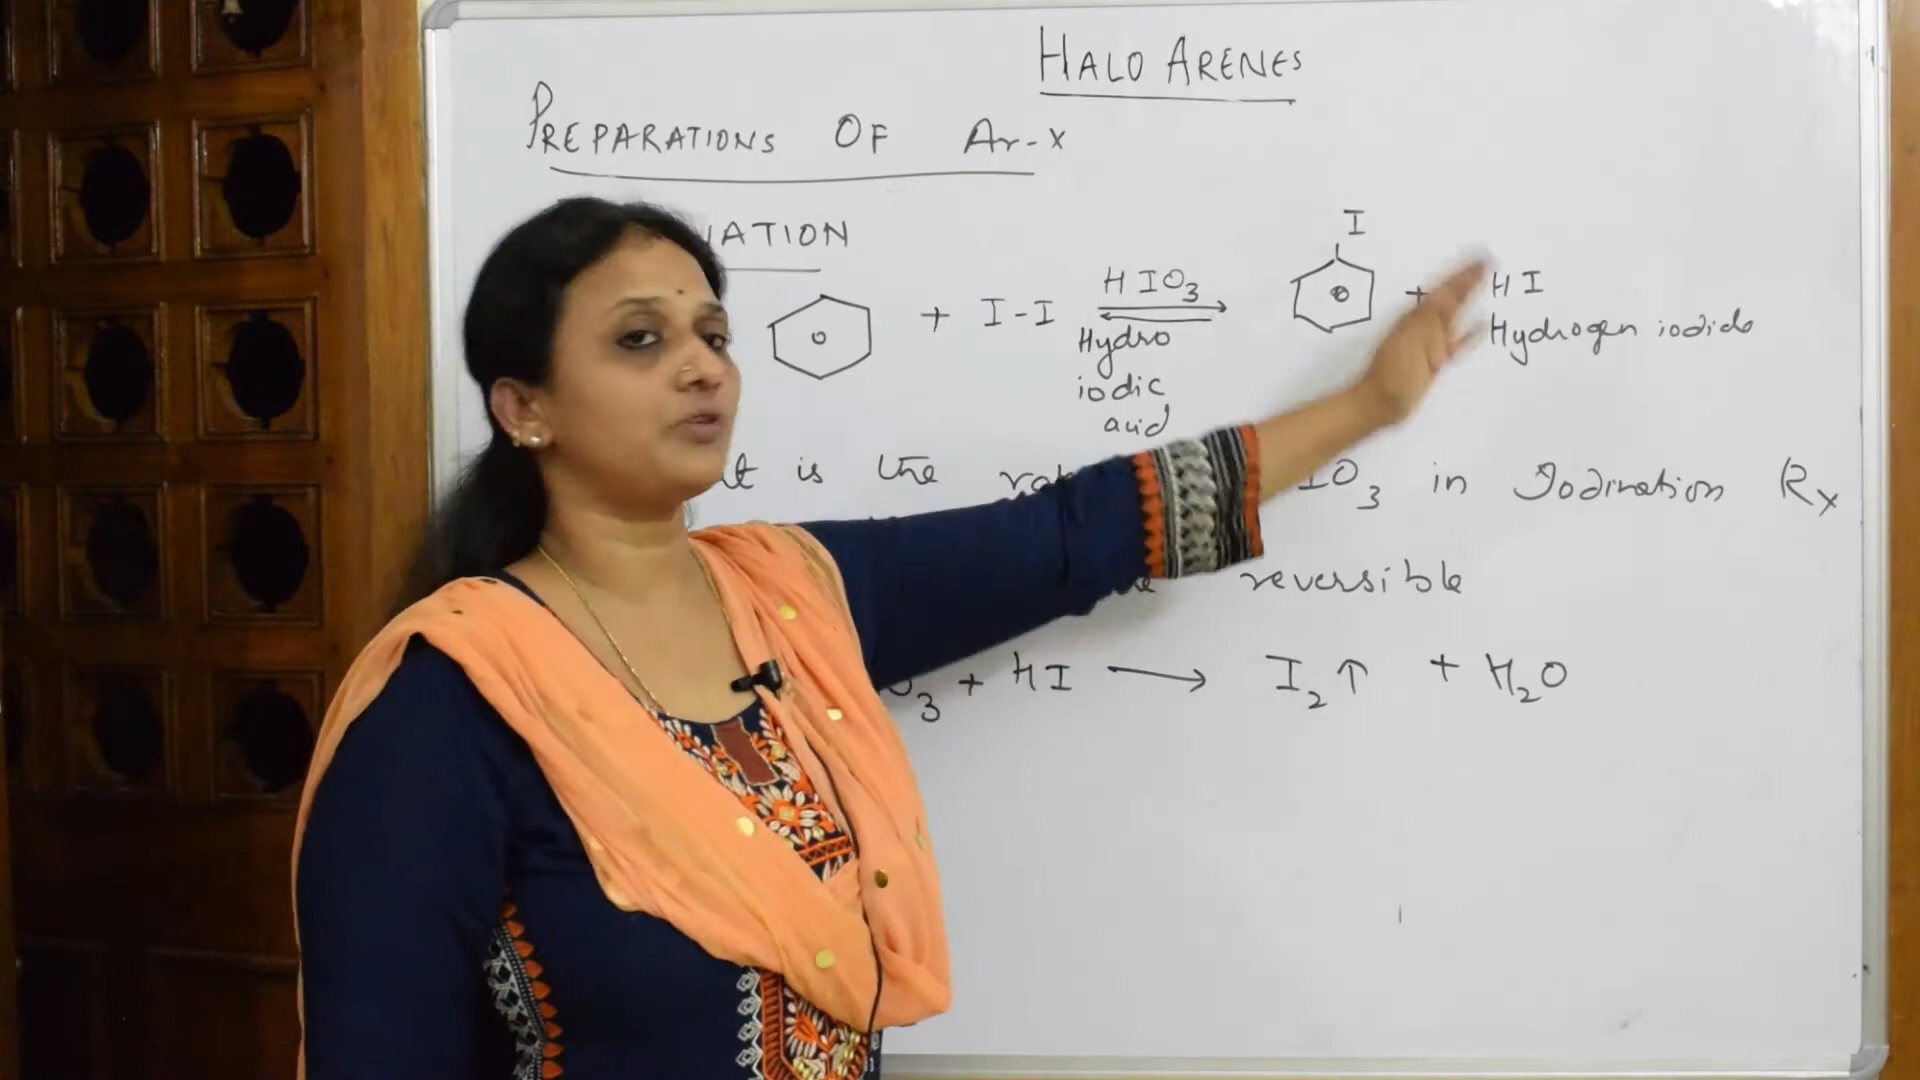 HALO ARENES
PREPARATIONS OF Ar-X
NATION
+ I-I HIO3 I + HI
Hydro Hydrogen iodide
iodic
acid
is the IO3 in Iodination Rx
reversible
3 + HI → I2↑ + H2O